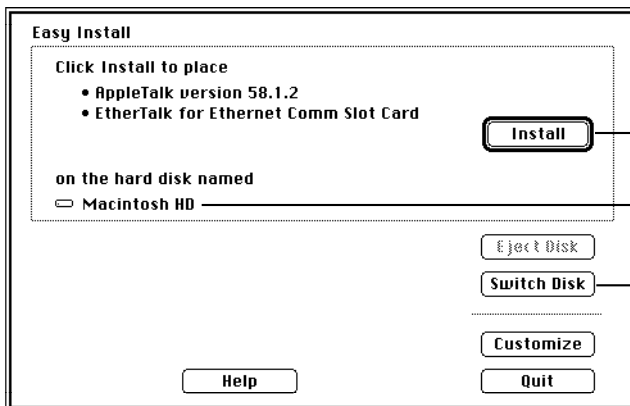 Easy Install
Click Install to place
• AppleTalk version 58.1.2
• EtherTalk for Ethernet Comm Slot Card
Install
on the hard disk named
Macintosh HD
Eject Disk
Switch Disk
Customize
Help
Quit